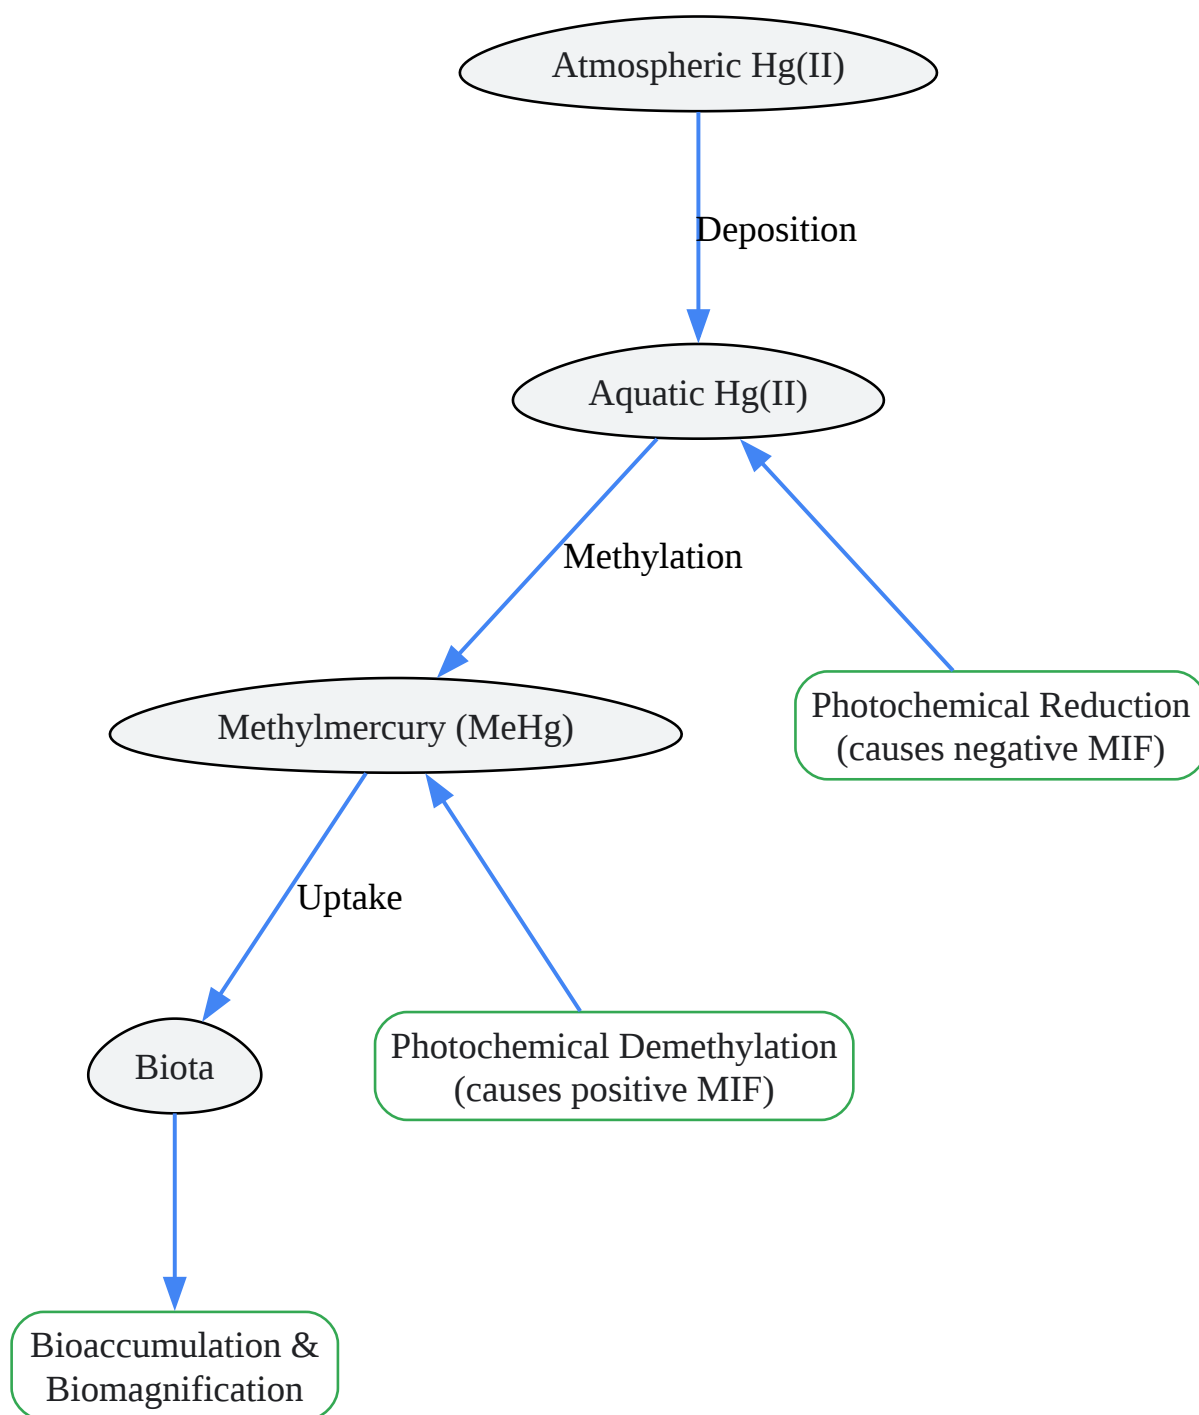 Atmospheric Hg(II)
Deposition
Aquatic Hg(II)
Methylation
Photochemical Reduction
(causes negative MIF)
Methylmercury (MeHg)
Uptake
Photochemical Demethylation
(causes positive MIF)
Biota
Bioaccumulation &
Biomagnification